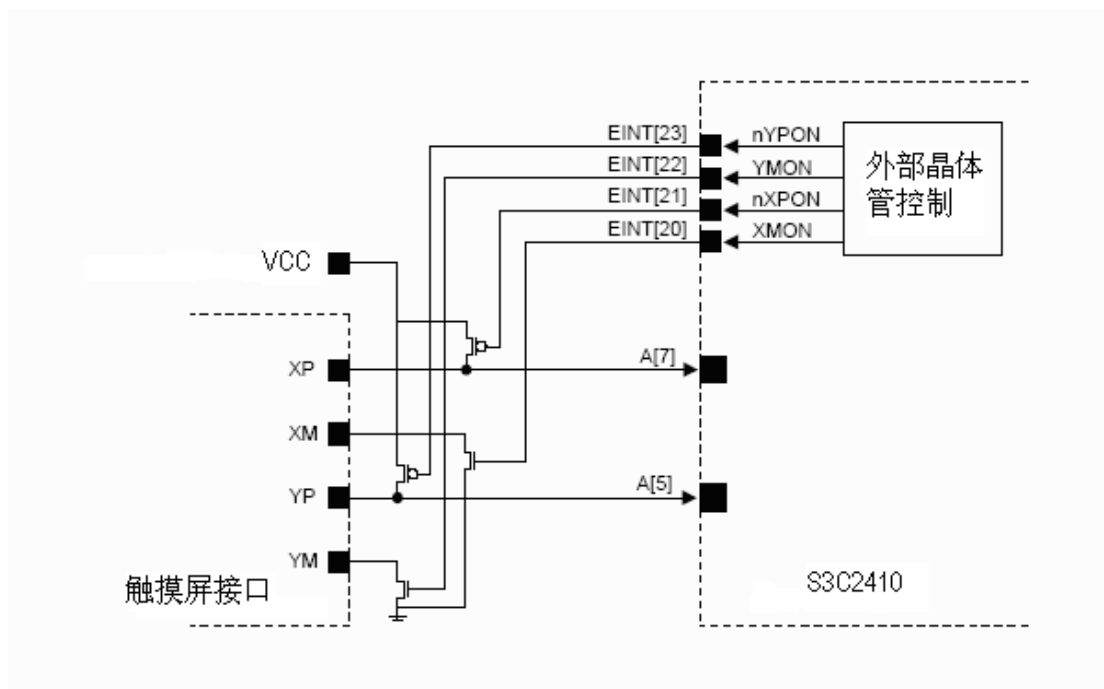 EINT[23]
nYPON
EINT[22]
YMON
EINT[21]
nXPON
EINT[20]
XMON
外部晶体
管控制
VCC
XP
A[7]
XM
YP
A[5]
YM
触摸屏接口
S3C2410